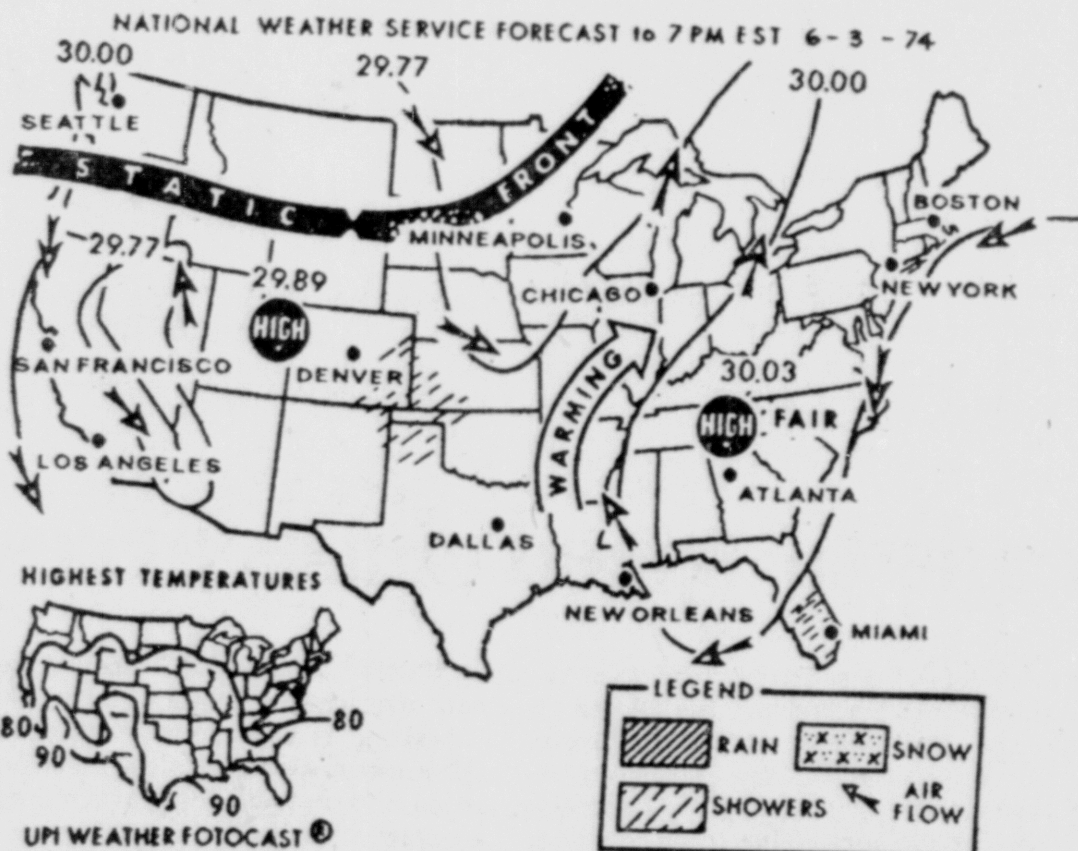 NATIONAL WEATHER SERVICE FORECAST to 7 PM EST 6-3-74
30.00
29.77
30.00
SEATTLE
STATIC FRONT
BOSTON
MINNEAPOLIS
29.77
29.89
HIGH
CHICAGO
NEW YORK
SAN FRANCISCO
DENVER
WARMING
30.03
HIGH
FAIR
LOS ANGELES
ATLANTA
DALLAS
NEW ORLEANS
MIAMI
HIGHEST TEMPERATURES
80
90
80
90
UPI WEATHER FOTOCAST ®
LEGEND
RAIN
SNOW
SHOWERS
AIR FLOW